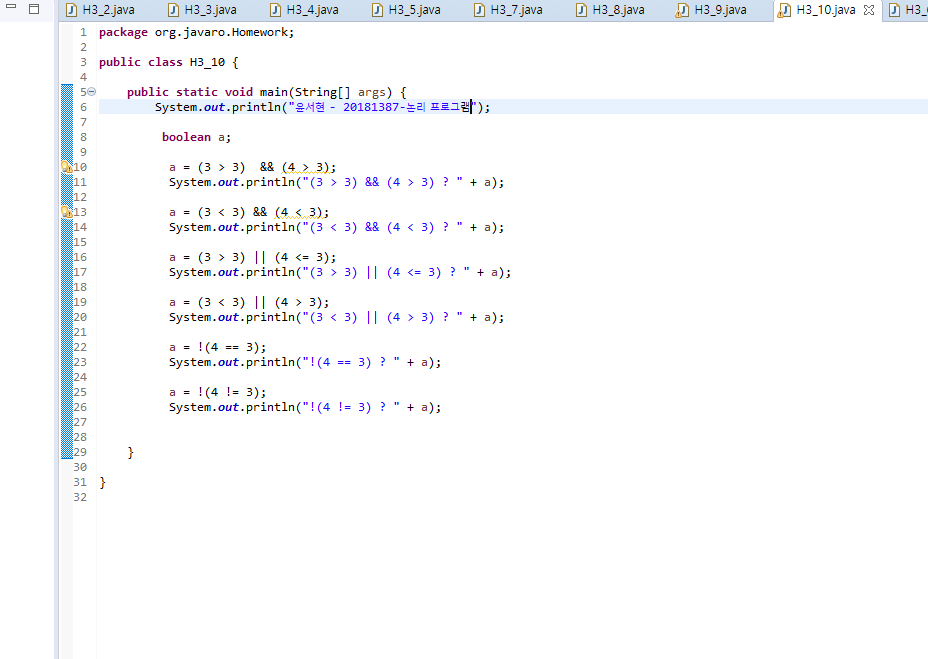 H3_2.java H3_3.java H3_4.java H3_5.java H3_7.java H3_8.java H3_9.java H3_10.java H3_
1 package org.javaro.Homework;
2
3 public class H3_10 {
4
5 public static void main(String[] args) {
6 System.out.println("윤서현 - 20181387-논리 프로그램");
7
8 boolean a;
9
10 a = (3 > 3)  && (4 > 3);
11 System.out.println("(3 > 3) && (4 > 3) ? " + a);
12
13 a = (3 < 3) && (4 < 3);
14 System.out.println("(3 < 3) && (4 < 3) ? " + a);
15
16 a = (3 > 3) || (4 <= 3);
17 System.out.println("(3 > 3) || (4 <= 3) ? " + a);
18
19 a = (3 < 3) || (4 > 3);
20 System.out.println("(3 < 3) || (4 > 3) ? " + a);
21
22 a = !(4 == 3);
23 System.out.println("!(4 == 3) ? " + a);
24
25 a = !(4 != 3);
26 System.out.println("!(4 != 3) ? " + a);
27
28
29 }
30
31 }
32